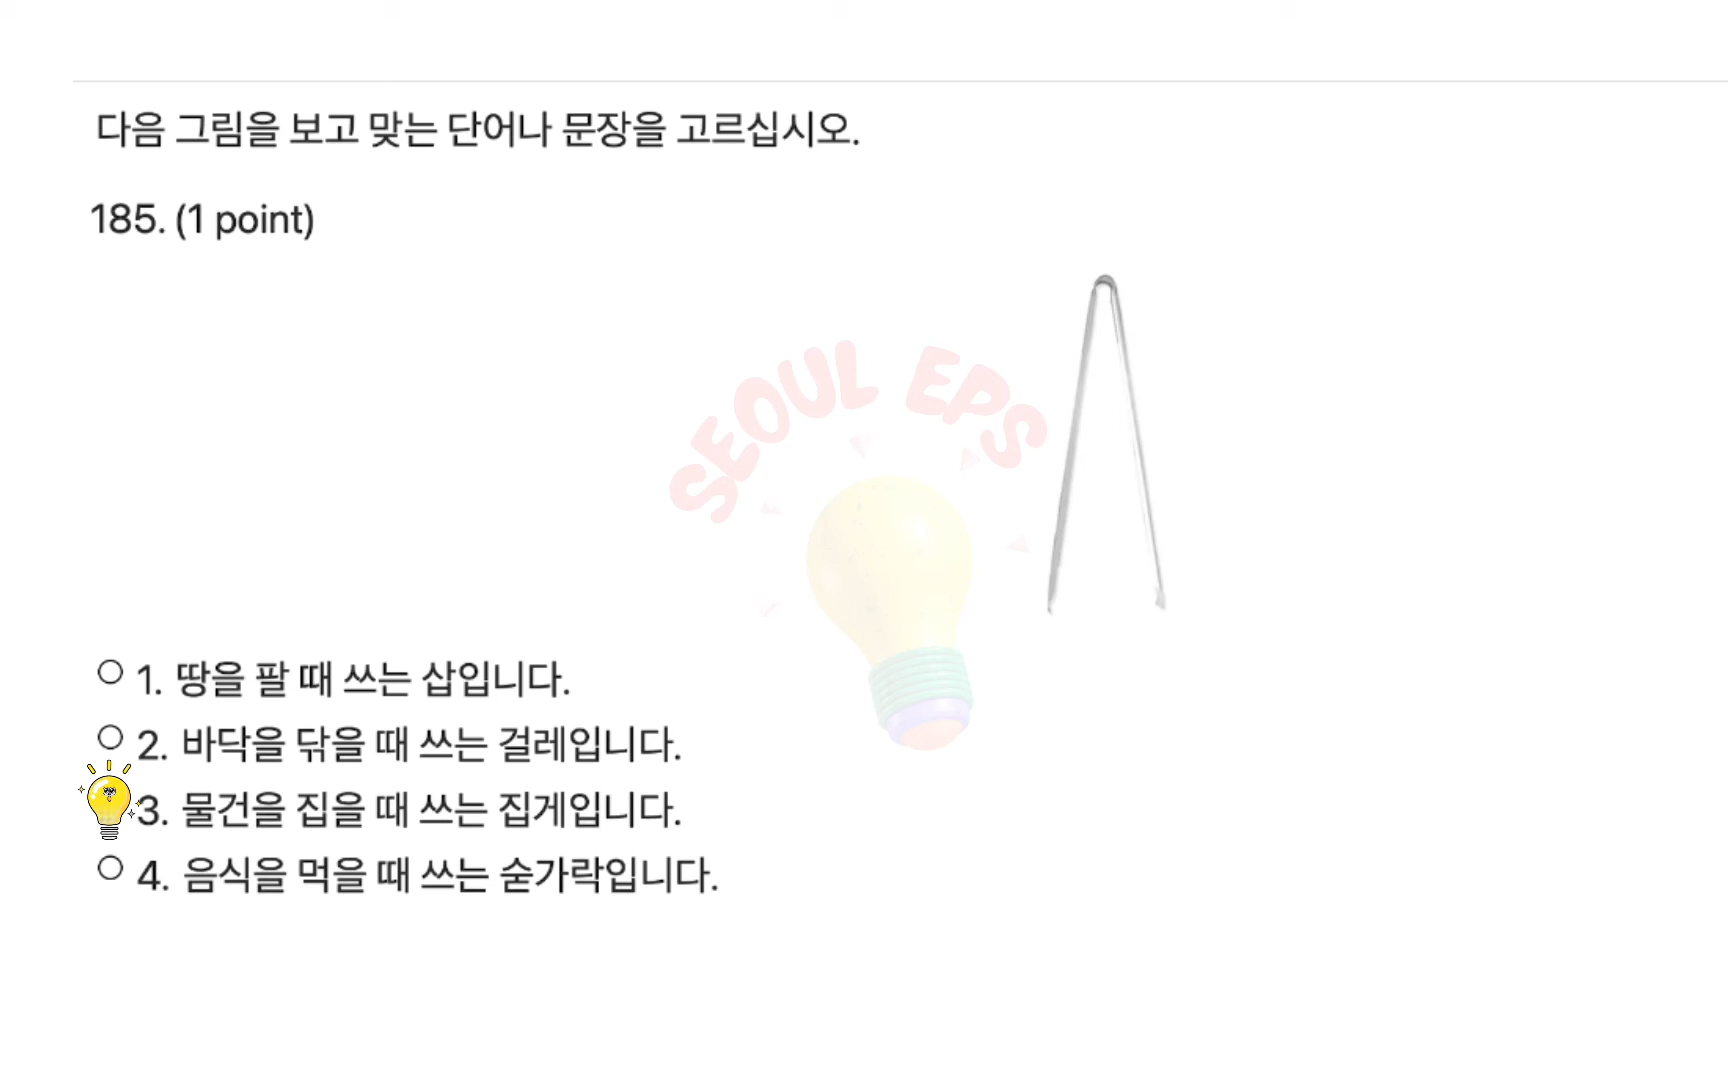 다음 그림을 보고 맞는 단어나 문장을 고르십시오.
185. (1 point)
SEOUL EPS
1. 땅을 팔 때 쓰는 삽입니다.
2. 바닥을 닦을 때 쓰는 걸레입니다.
3. 물건을 집을 때 쓰는 집게입니다.
4. 음식을 먹을 때 쓰는 숟가락입니다.